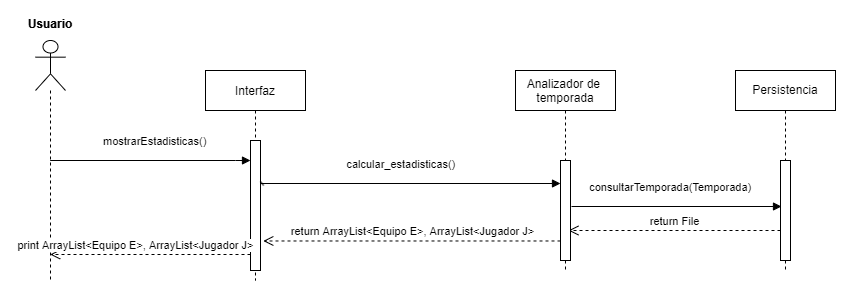 Usuario
Interfaz
Analizador de
temporada
Persistencia
mostrarEstadisticas()
calcular_estadisticas()
consultarTemporada(Temporada)
return File
return ArrayList<Equipo E>, ArrayList<Jugador J>
print ArrayList<Equipo E>, ArrayList<Jugador J>